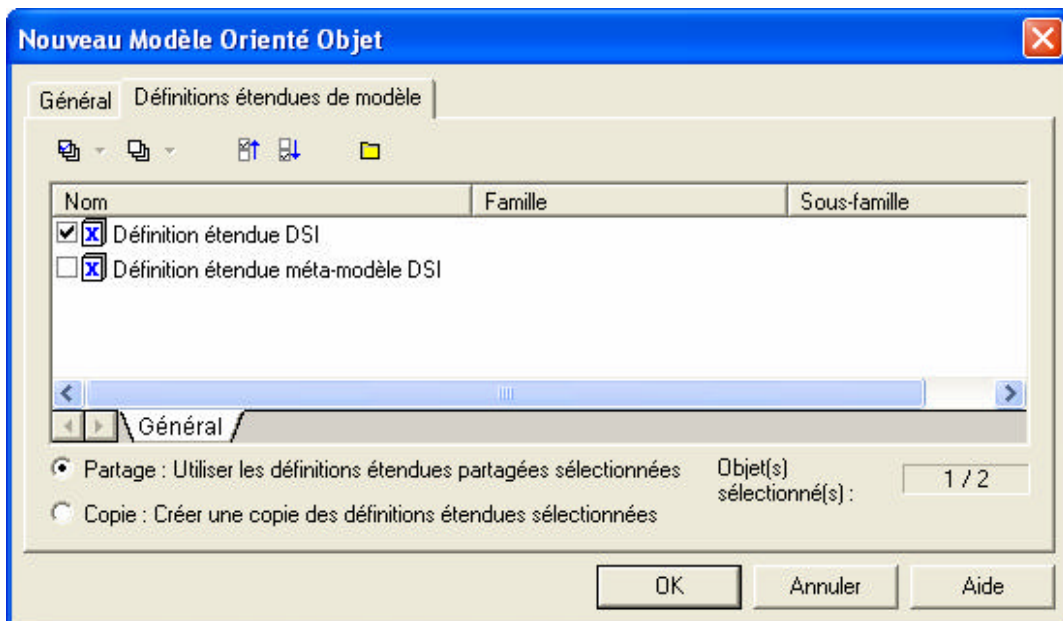 Nouveau Modèle Orienté Objet
Général Définitions étendues de modèle
Nom Famille Sous-famille
Définition étendue DSI
Définition étendue méta-modèle DSI
Général
Partage : Utiliser les définitions étendues partagées sélectionnées
Objet(s)
sélectionné(s) :
1 / 2
Copie : Créer une copie des définitions étendues sélectionnées
OK Annuler Aide